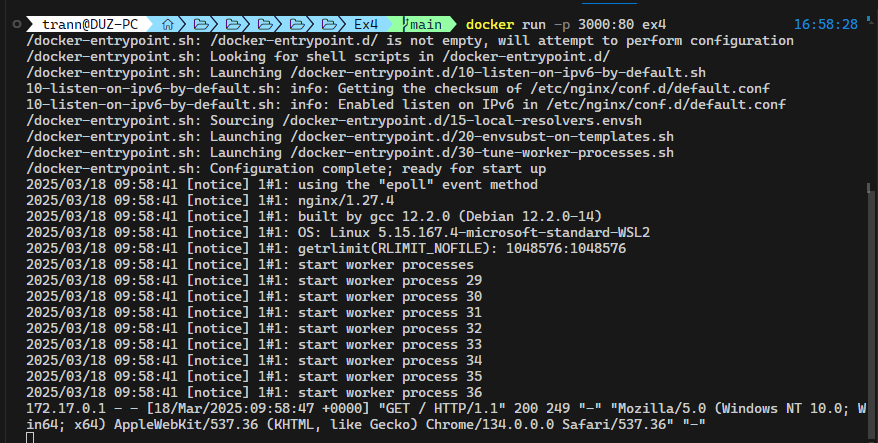 trann@DUZ-PC Ex4 main docker run -p 3000:80 ex4 16:58:28
/docker-entrypoint.sh: /docker-entrypoint.d/ is not empty, will attempt to perform configuration
/docker-entrypoint.sh: Looking for shell scripts in /docker-entrypoint.d/
/docker-entrypoint.sh: Launching /docker-entrypoint.d/10-listen-on-ipv6-by-default.sh
10-listen-on-ipv6-by-default.sh: info: Getting the checksum of /etc/nginx/conf.d/default.conf
10-listen-on-ipv6-by-default.sh: info: Enabled listen on IPv6 in /etc/nginx/conf.d/default.conf
/docker-entrypoint.sh: Sourcing /docker-entrypoint.d/15-local-resolvers.envsh
/docker-entrypoint.sh: Launching /docker-entrypoint.d/20-envsubst-on-templates.sh
/docker-entrypoint.sh: Launching /docker-entrypoint.d/30-tune-worker-processes.sh
/docker-entrypoint.sh: Configuration complete; ready for start up
2025/03/18 09:58:41 [notice] 1#1: using the "epoll" event method
2025/03/18 09:58:41 [notice] 1#1: nginx/1.27.4
2025/03/18 09:58:41 [notice] 1#1: built by gcc 12.2.0 (Debian 12.2.0-14)
2025/03/18 09:58:41 [notice] 1#1: OS: Linux 5.15.167.4-microsoft-standard-WSL2
2025/03/18 09:58:41 [notice] 1#1: getrlimit(RLIMIT_NOFILE): 1048576:1048576
2025/03/18 09:58:41 [notice] 1#1: start worker processes
2025/03/18 09:58:41 [notice] 1#1: start worker process 29
2025/03/18 09:58:41 [notice] 1#1: start worker process 30
2025/03/18 09:58:41 [notice] 1#1: start worker process 31
2025/03/18 09:58:41 [notice] 1#1: start worker process 32
2025/03/18 09:58:41 [notice] 1#1: start worker process 33
2025/03/18 09:58:41 [notice] 1#1: start worker process 34
2025/03/18 09:58:41 [notice] 1#1: start worker process 35
2025/03/18 09:58:41 [notice] 1#1: start worker process 36
172.17.0.1 - - [18/Mar/2025:09:58:47 +0000] "GET / HTTP/1.1" 200 249 "-" "Mozilla/5.0 (Windows NT 10.0; W
in64; x64) AppleWebKit/537.36 (KHTML, like Gecko) Chrome/134.0.0.0 Safari/537.36" "-"